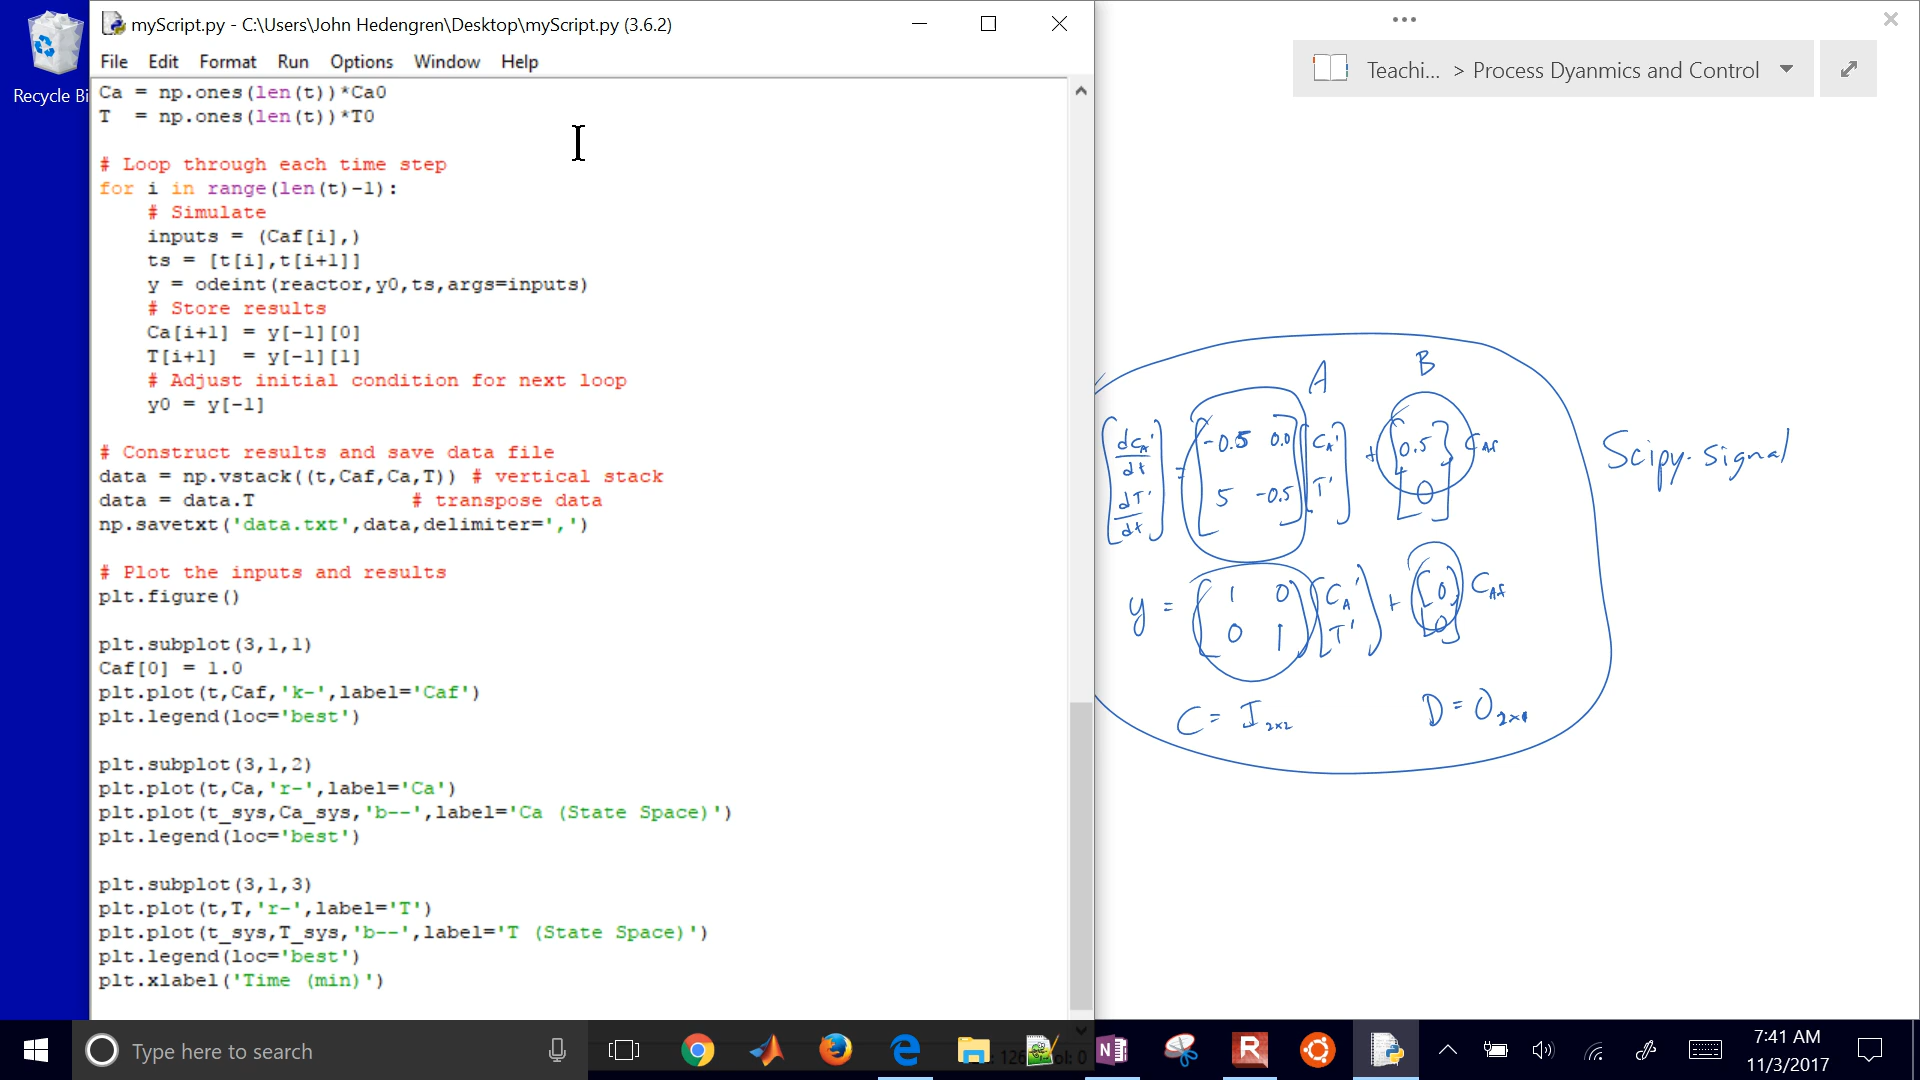 Recycle Bi
myScript.py - C:\Users\John Hedengren\Desktop\myScript.py (3.6.2)
File Edit Format Run Options Window Help
Ca = np.ones(len(t))*Ca0
T  = np.ones(len(t))*T0
# Loop through each time step
for i in range(len(t)-1):
    # Simulate
    inputs = (Caf[i],)
    ts = [t[i],t[i+1]]
    y = odeint(reactor,y0,ts,args=inputs)
    # Store results
    Ca[i+1] = y[-1][0]
    T[i+1]  = y[-1][1]
    # Adjust initial condition for next loop
    y0 = y[-1]
# Construct results and save data file
data = np.vstack((t,Caf,Ca,T)) # vertical stack
data = data.T             # transpose data
np.savetxt('data.txt',data,delimiter=',')
# Plot the inputs and results
plt.figure()
plt.subplot(3,1,1)
Caf[0] = 1.0
plt.plot(t,Caf,'k-',label='Caf')
plt.legend(loc='best')
plt.subplot(3,1,2)
plt.plot(t,Ca,'r-',label='Ca')
plt.plot(t_sys,Ca_sys,'b--',label='Ca (State Space)')
plt.legend(loc='best')
plt.subplot(3,1,3)
plt.plot(t,T,'r-',label='T')
plt.plot(t_sys,T_sys,'b--',label='T (State Space)')
plt.legend(loc='best')
plt.xlabel('Time (min)')
Teachi... > Process Dyanmics and Control
A B
[dCA'/dt dT'/dt] = [-0.5 0.0 5 -0.5] [CA' T'] + [0.5 0] CAf
Scipy.signal
y = [1 0 0 1] [CA' T'] + [0 0] CAf
C = I2x2 D = O2x1
Type here to search
7:41 AM
11/3/2017